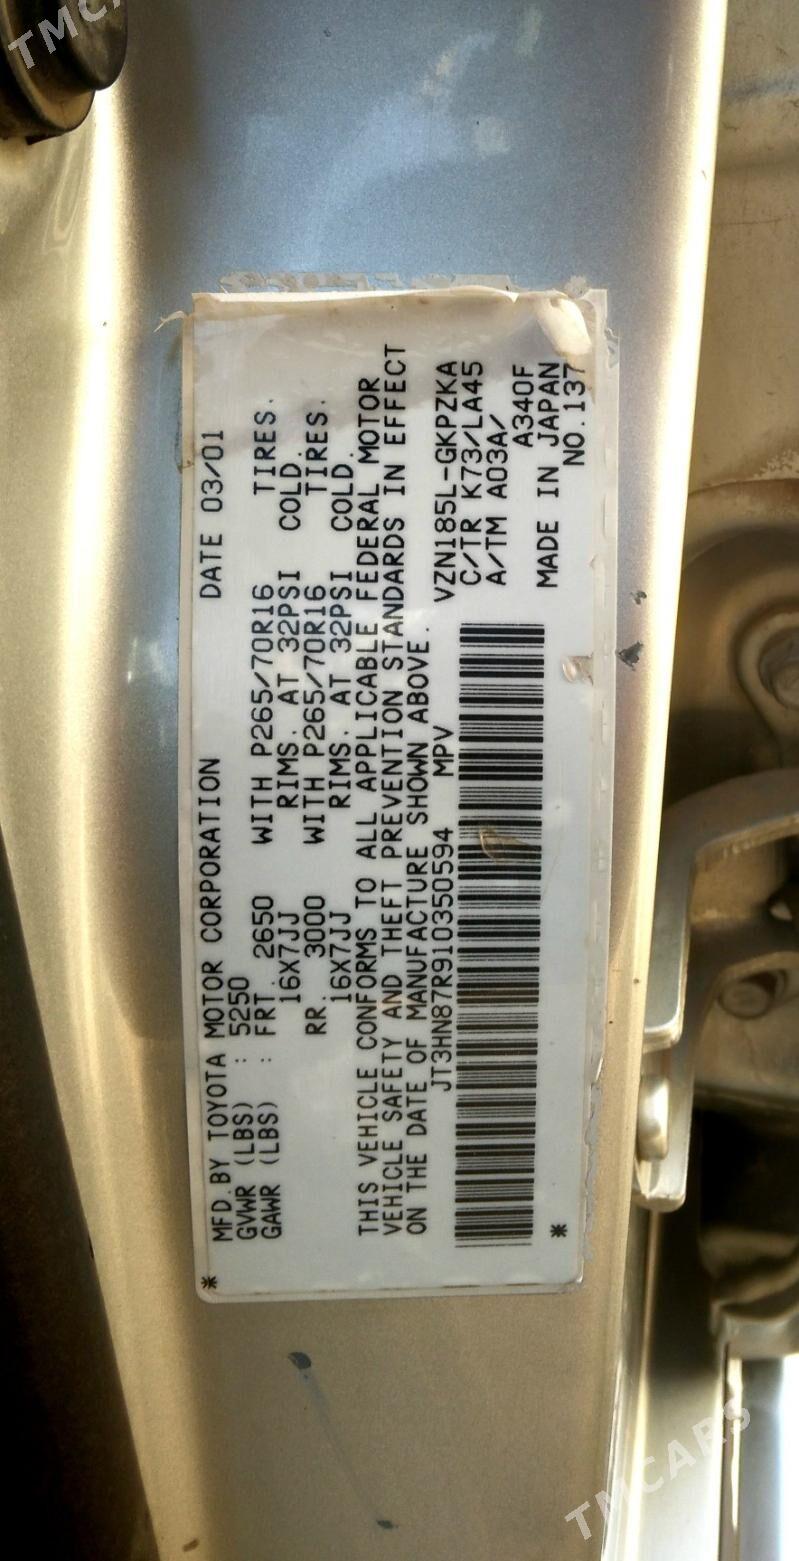 TMCARS
MFD. BY TOYOTA MOTOR CORPORATION DATE 03/01
GVWR (LBS) : 5250
GAWR (LBS) : FRT. 2650 WITH P265/70R16 TIRES.
16X7JJ RIMS. AT 32PSI COLD.
RR. 3000 WITH P265/70R16 TIRES.
16X7JJ RIMS. AT 32PSI COLD.
THIS VEHICLE CONFORMS TO ALL APPLICABLE FEDERAL MOTOR
VEHICLE SAFETY AND THEFT PREVENTION STANDARDS IN EFFECT
ON THE DATE OF MANUFACTURE SHOWN ABOVE.
JT3HN87R910350594 MPV
VZN185L-GKPZKA
C/TR K73/LA45
A/TM A03A/
A340F
MADE IN JAPAN
NO.137
TMCARS